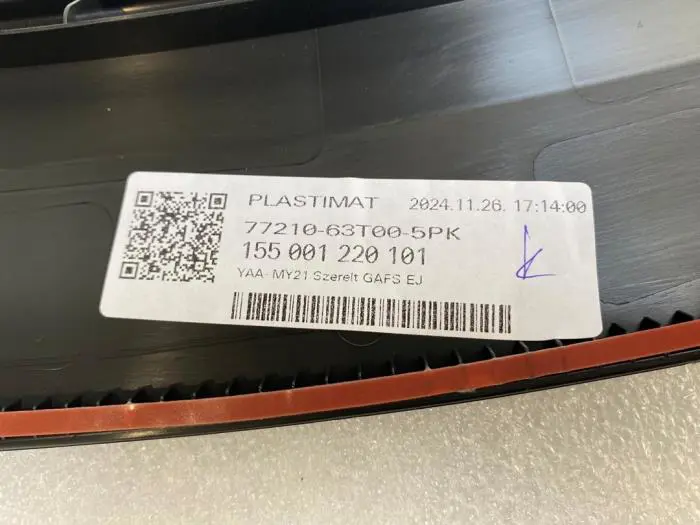 PLASTIMAT 2024.11.26. 17:14:00
77210-63T00-5PK
155 001 220 101
YAA- MY21 Szerelt GAFS EJ